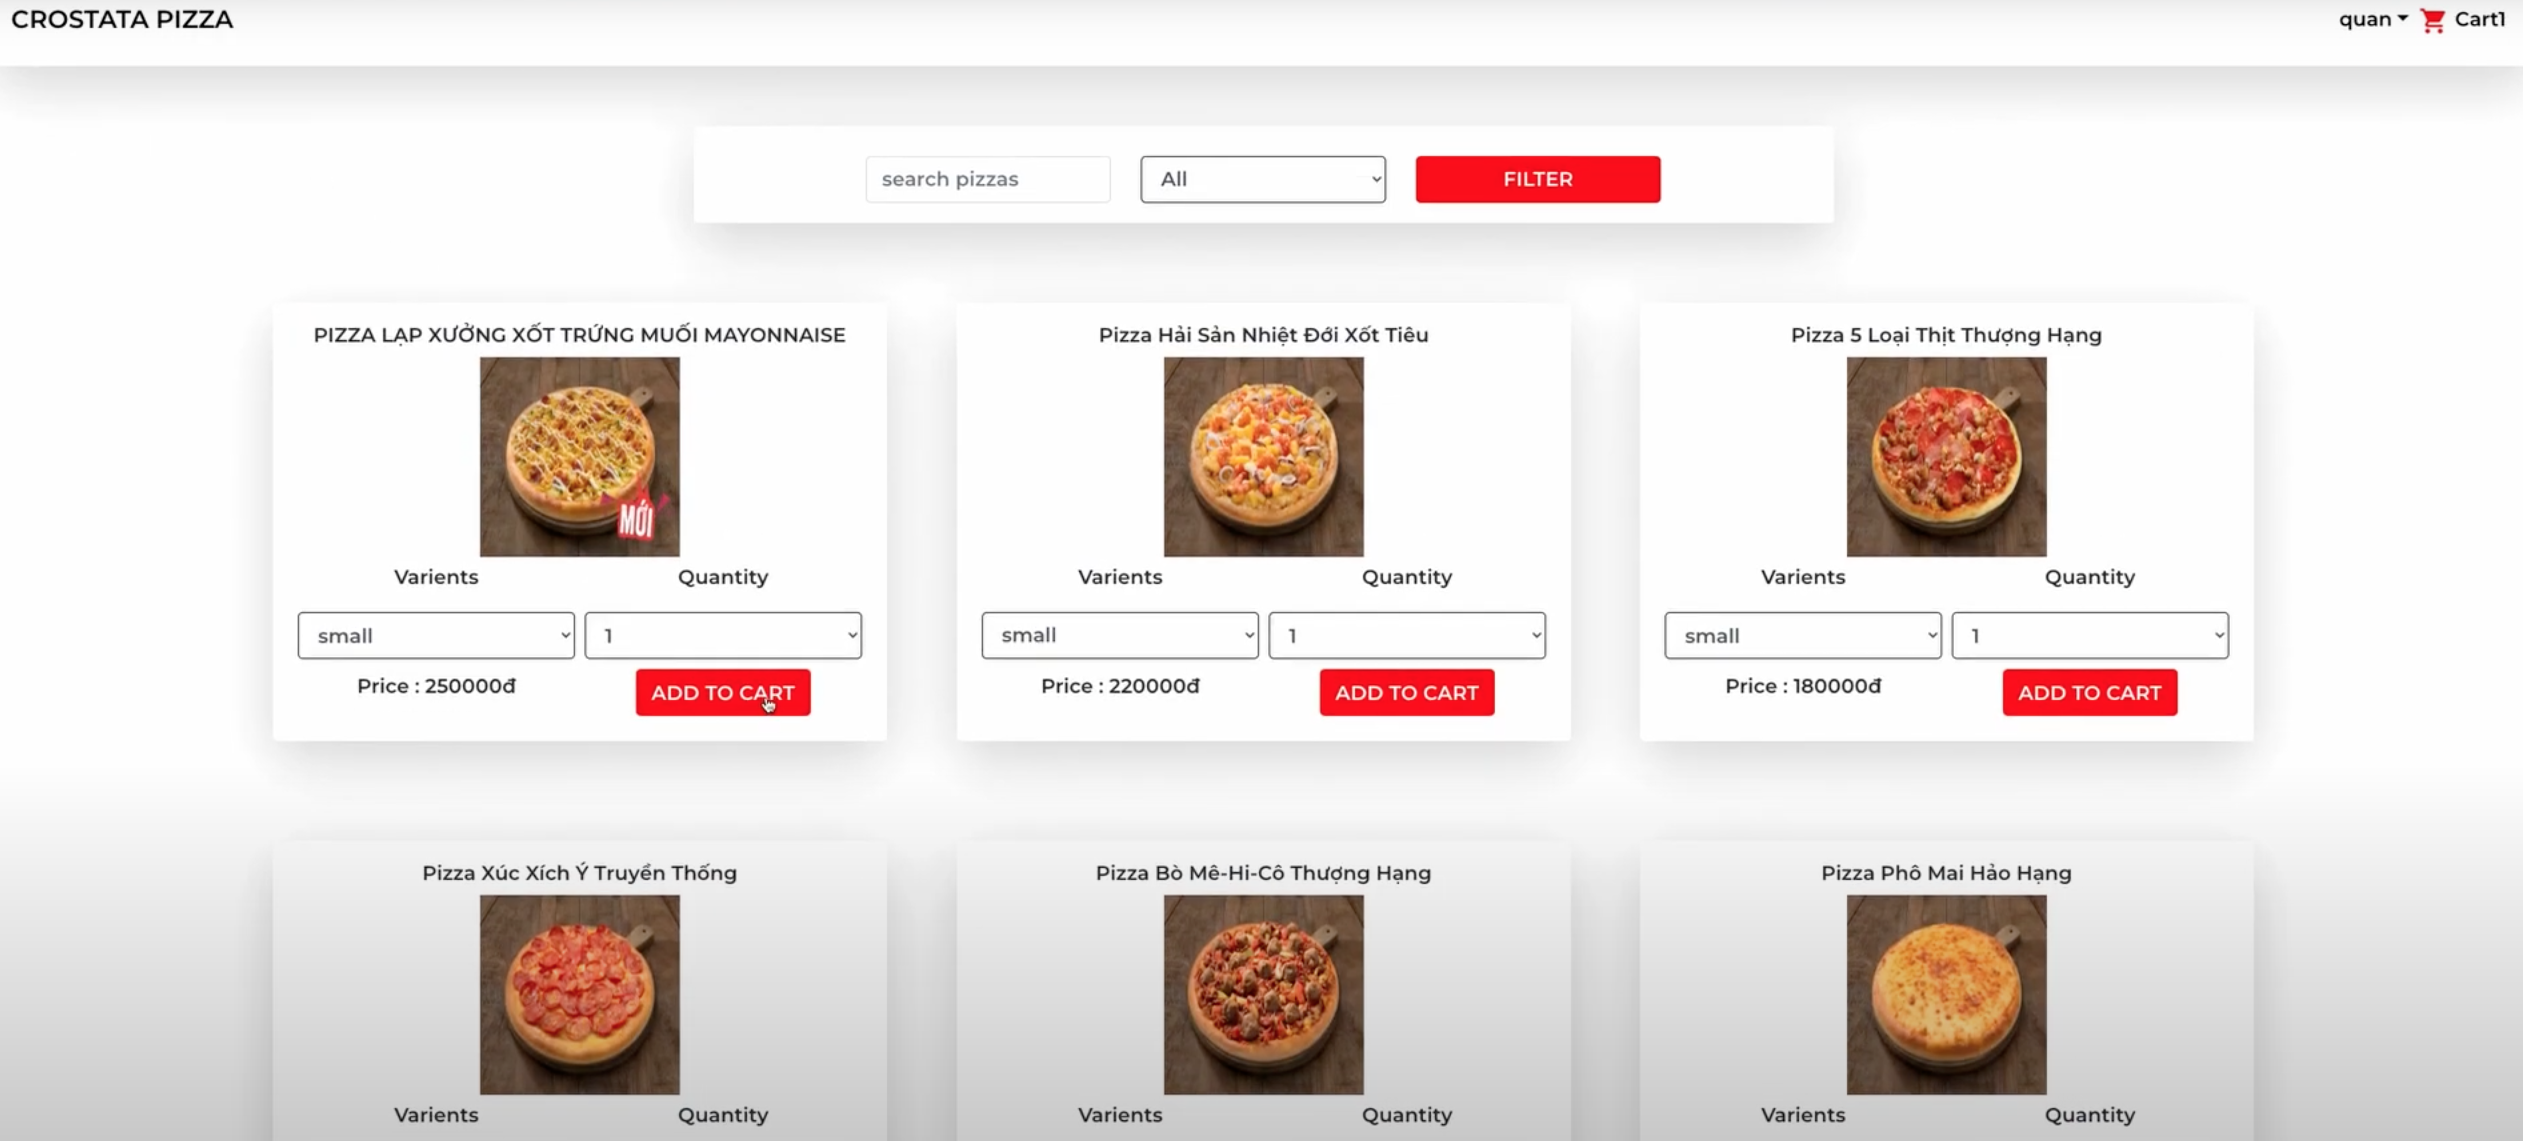 CROSTATA PIZZA
quan Cart1
search pizzas All FILTER
PIZZA LẠP XƯỞNG XỐT TRỨNG MUỐI MAYONNAISE
MỚI
Varients Quantity
small 1
Price : 250000đ ADD TO CART
Pizza Hải Sản Nhiệt Đới Xốt Tiêu
Varients Quantity
small 1
Price : 220000đ ADD TO CART
Pizza 5 Loại Thịt Thượng Hạng
Varients Quantity
small 1
Price : 180000đ ADD TO CART
Pizza Xúc Xích Ý Truyền Thống
Varients Quantity
Pizza Bò Mê-Hi-Cô Thượng Hạng
Varients Quantity
Pizza Phô Mai Hảo Hạng
Varients Quantity